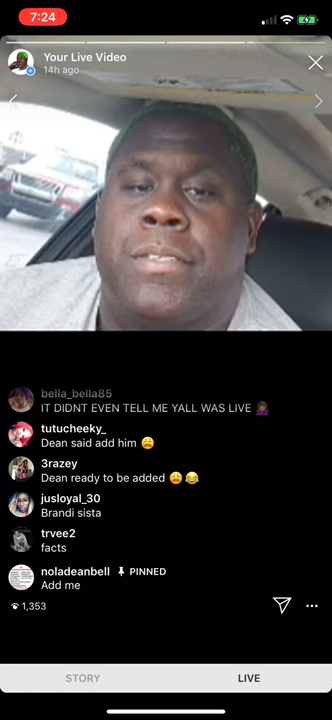 7:24
Your Live Video
14h ago
bella_bella85
IT DIDNT EVEN TELL ME YALL WAS LIVE 🤦🏾‍♀️
tutucheeky_
Dean said add him 😩
3razey
Dean ready to be added 😩😂
jusloyal_30
Brandi sista
trvee2
facts
noladeanbell PINNED
Add me
1,353
STORY LIVE